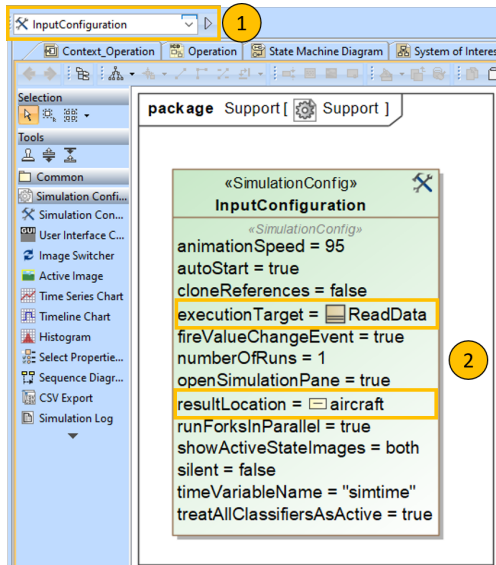 InputConfiguration
1
Context_Operation
Operation
State Machine Diagram
System of Interes
Selection
Tools
Common
Simulation Confi...
Simulation Con...
User Interface C...
Image Switcher
Active Image
Time Series Chart
Timeline Chart
Histogram
Select Propertie...
Sequence Diagr...
CSV Export
Simulation Log
package Support [ Support ]
«SimulationConfig»
InputConfiguration
«SimulationConfig»
animationSpeed = 95
autoStart = true
cloneReferences = false
executionTarget = ReadData
fireValueChangeEvent = true
numberOfRuns = 1
openSimulationPane = true
resultLocation = aircraft
runForksInParallel = true
showActiveStateImages = both
silent = false
timeVariableName = "simtime"
treatAllClassifiersAsActive = true
2